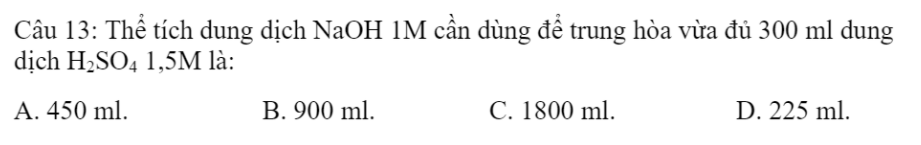 Câu 13: Thể tích dung dịch NaOH 1M cần dùng để trung hòa vừa đủ 300 ml dung
dịch H₂SO₄ 1,5M là:
A. 450 ml. B. 900 ml. C. 1800 ml. D. 225 ml.